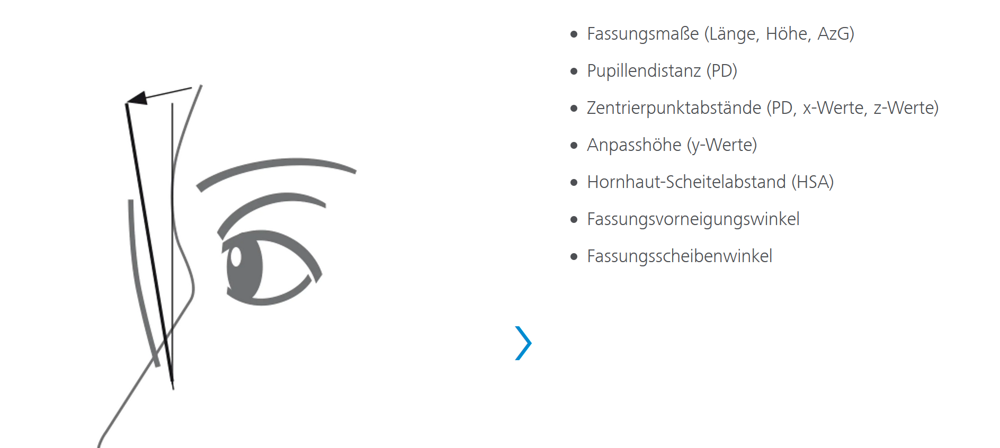 Fassungsmaße (Länge, Höhe, AzG)
Pupillendistanz (PD)
Zentrierpunktabstände (PD, x-Werte, z-Werte)
Anpasshöhe (y-Werte)
Hornhaut-Scheitelabstand (HSA)
Fassungsvorneigungswinkel
Fassungsscheibenwinkel